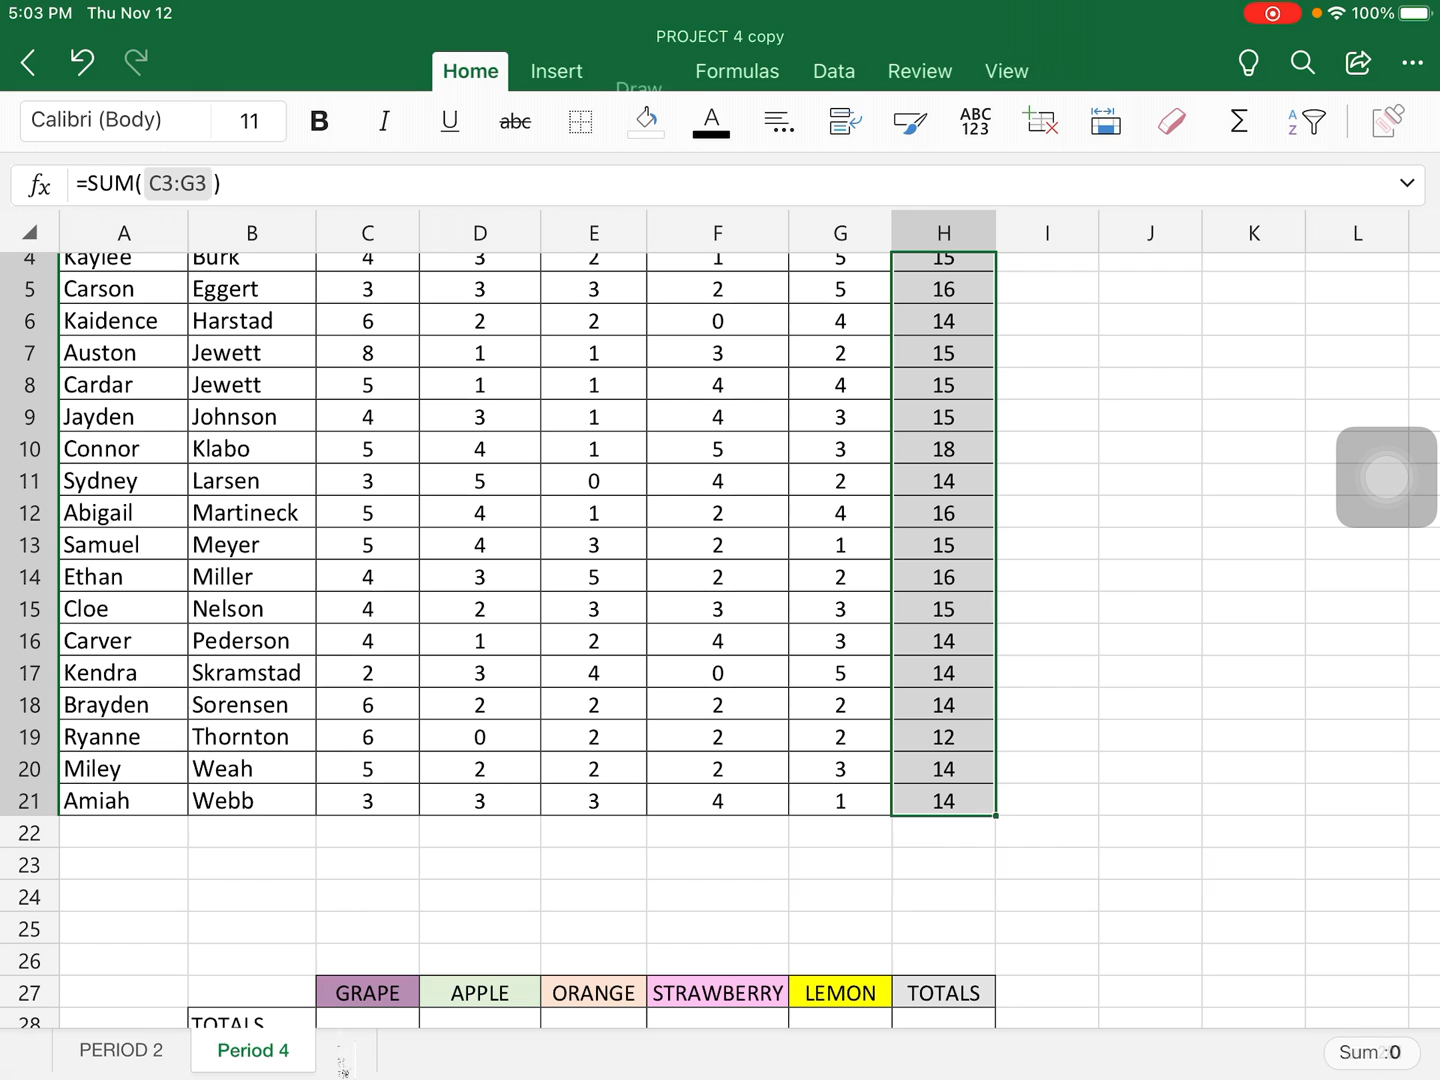 5:03 PM Thu Nov 12 100%
PROJECT 4 copy
Home Insert Draw Formulas Data Review View
Calibri (Body) 11 B I U abc A ABC 123 Σ A Z
fx =SUM( C3:G3 )
A B C D E F G H I J K L
4 Kaylee Burk 4 3 2 1 5 15
5 Carson Eggert 3 3 3 2 5 16
6 Kaidence Harstad 6 2 2 0 4 14
7 Auston Jewett 8 1 1 3 2 15
8 Cardar Jewett 5 1 1 4 4 15
9 Jayden Johnson 4 3 1 4 3 15
10 Connor Klabo 5 4 1 5 3 18
11 Sydney Larsen 3 5 0 4 2 14
12 Abigail Martineck 5 4 1 2 4 16
13 Samuel Meyer 5 4 3 2 1 15
14 Ethan Miller 4 3 5 2 2 16
15 Cloe Nelson 4 2 3 3 3 15
16 Carver Pederson 4 1 2 4 3 14
17 Kendra Skramstad 2 3 4 0 5 14
18 Brayden Sorensen 6 2 2 2 2 14
19 Ryanne Thornton 6 0 2 2 2 12
20 Miley Weah 5 2 2 2 3 14
21 Amiah Webb 3 3 3 4 1 14
22
23
24
25
26
27 GRAPE APPLE ORANGE STRAWBERRY LEMON TOTALS
28 TOTALS
PERIOD 2 Period 4 Sum :0